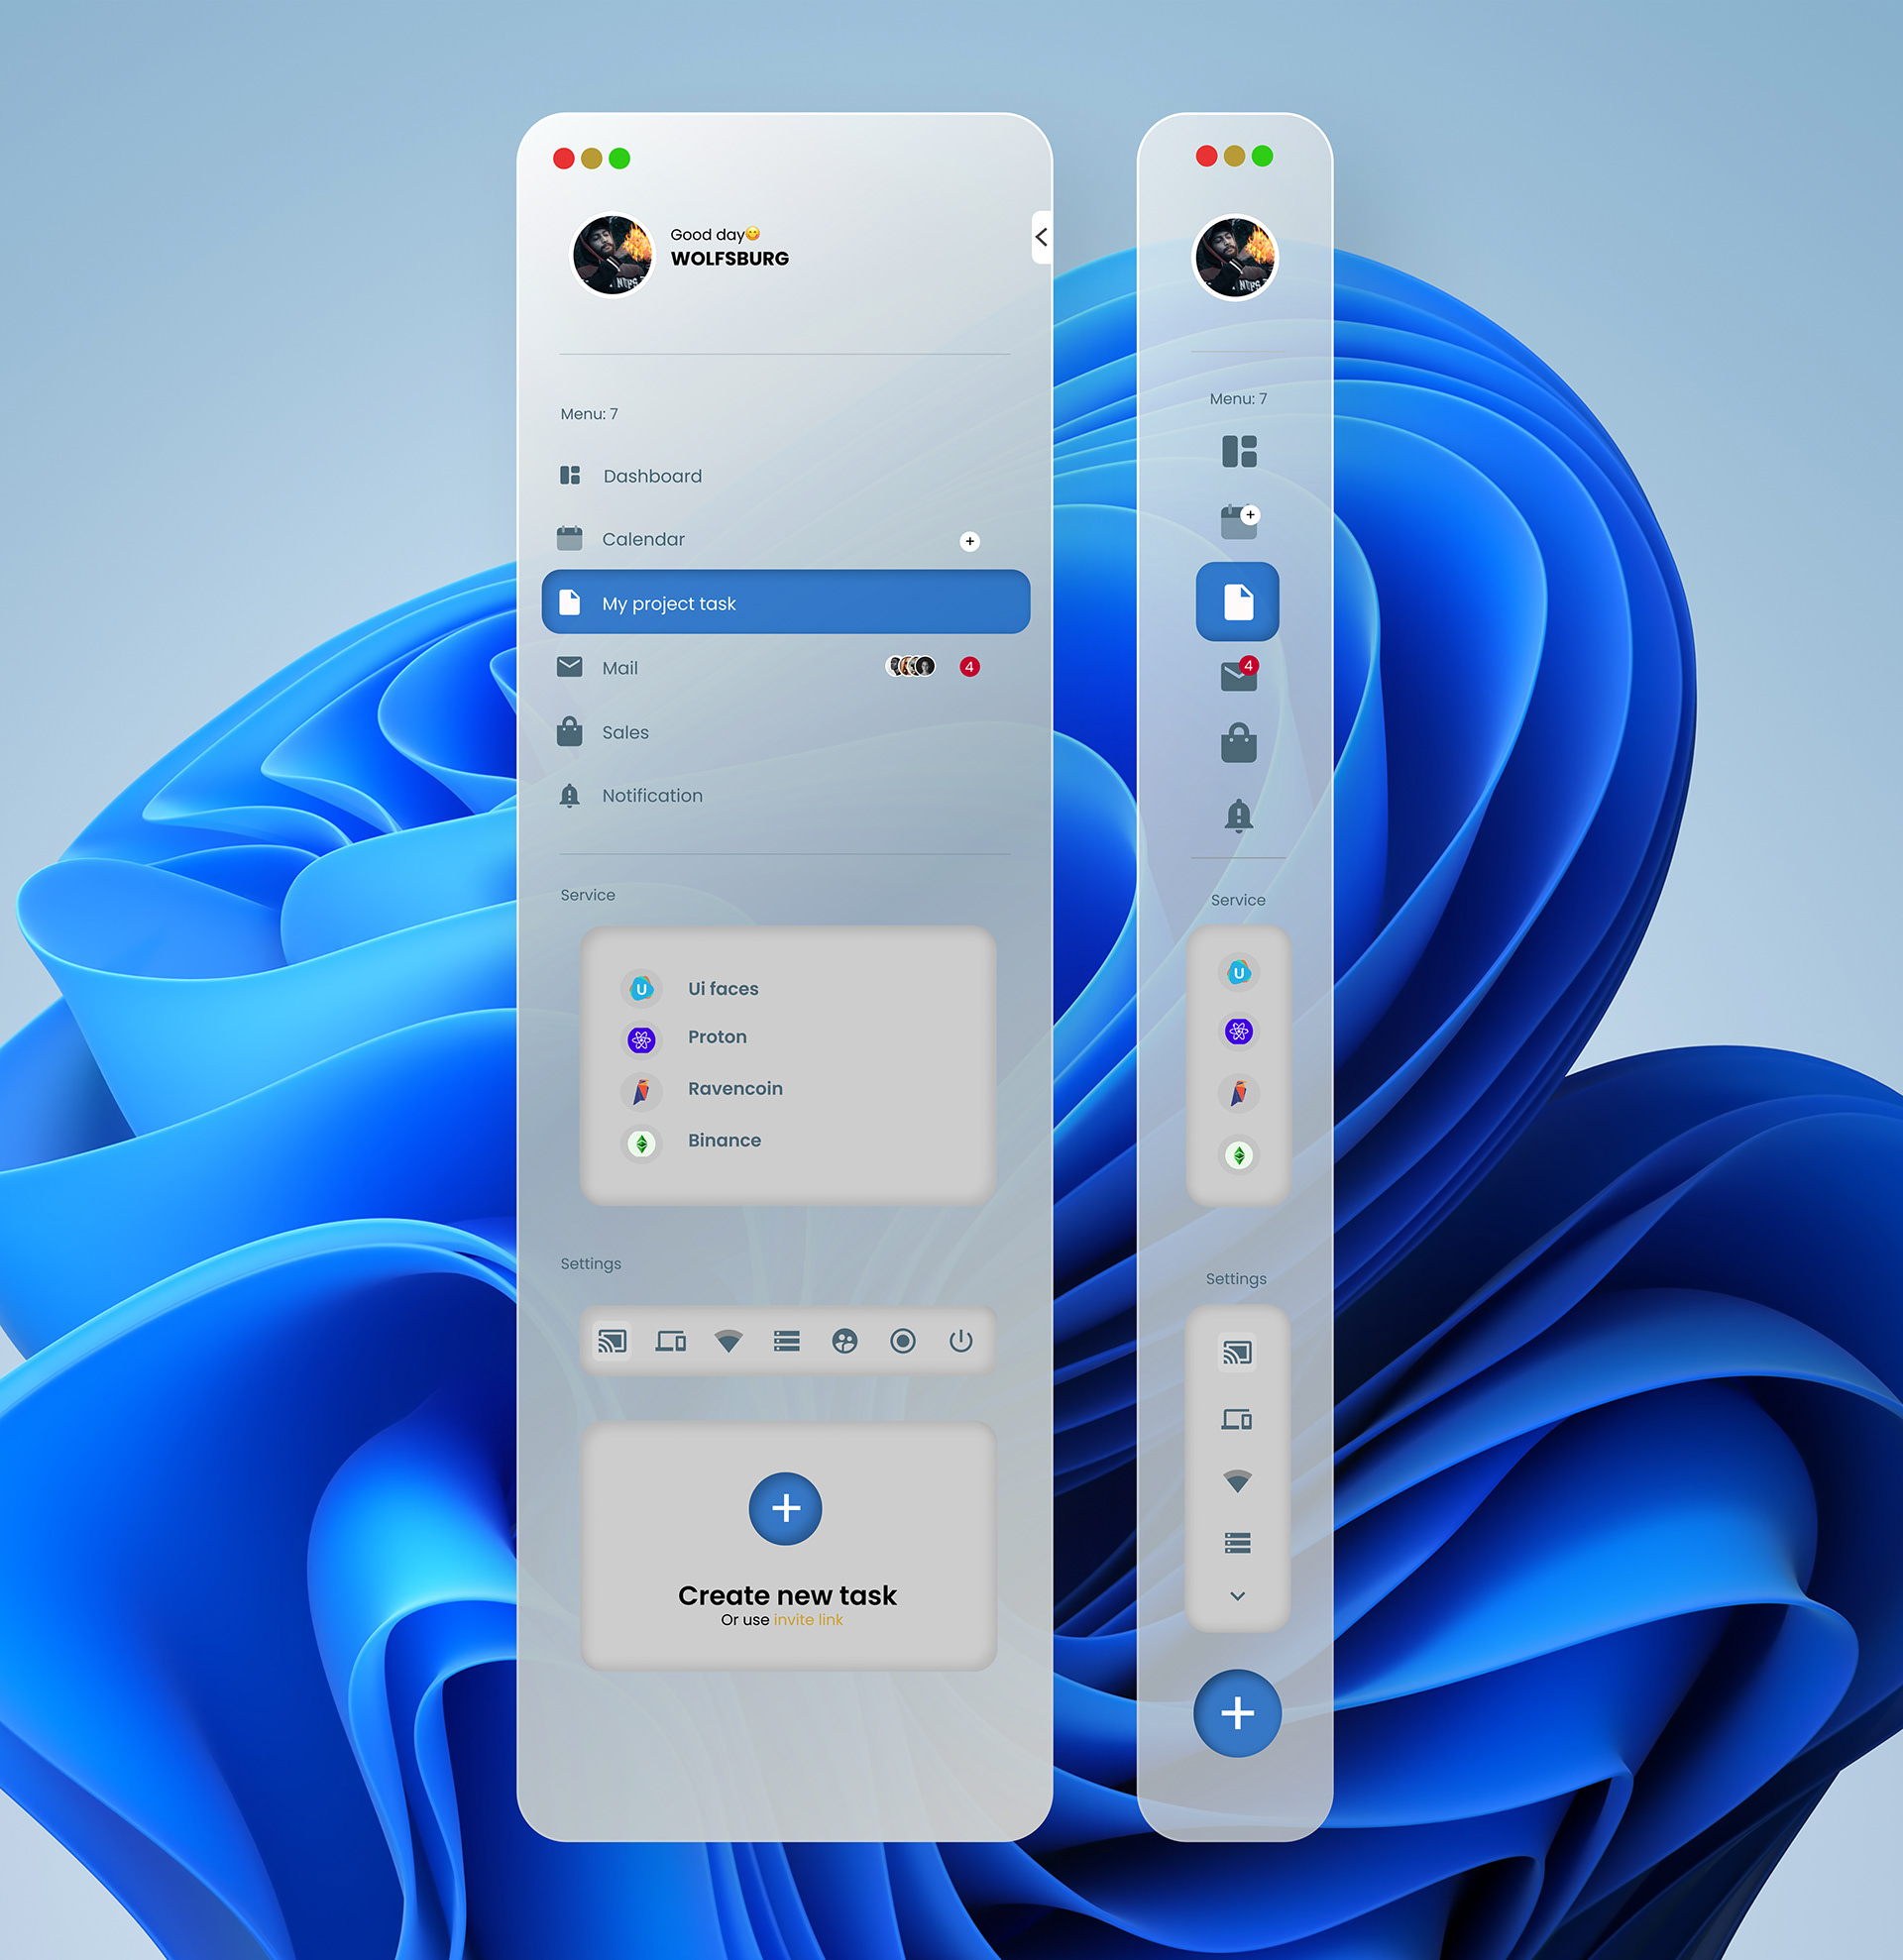 Good day😋
WOLFSBURG
Menu: 7
Dashboard
Calendar
+
My project task
Mail
4
Sales
Notification
Service
U
Ui faces
Proton
Ravencoin
Binance
Settings
+
Create new task
Or use invite link
Menu: 7
+
4
Service
U
Settings
+